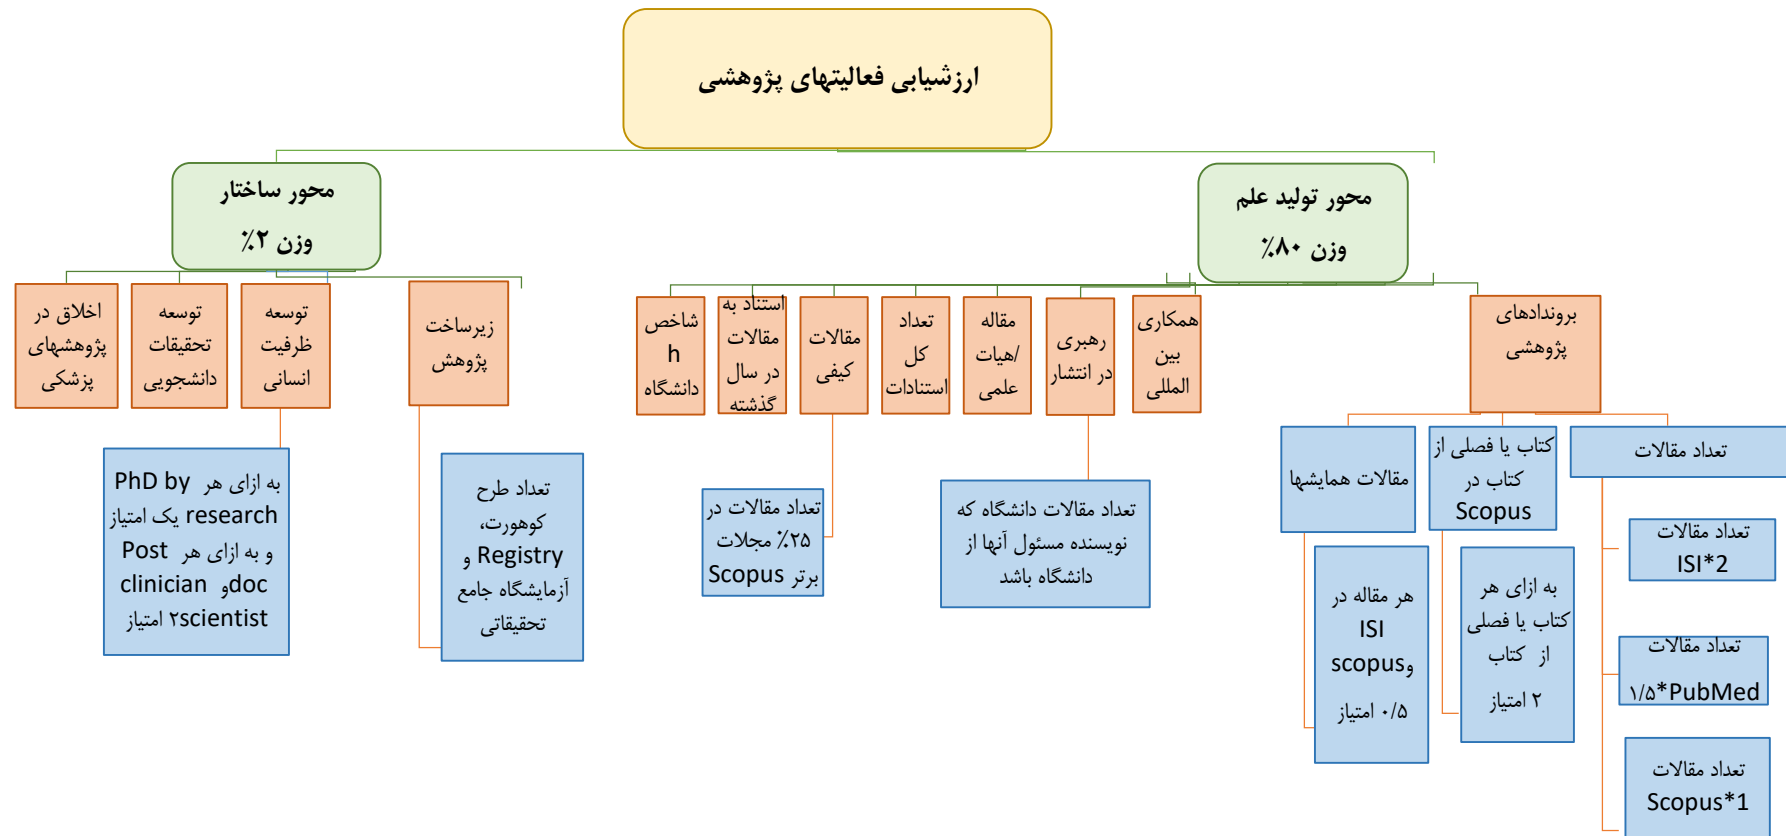 ارزشیابی فعالیتهای پژوهشی
محور تولید علم
وزن ۸۰٪
محور ساختار
وزن ۲٪
بروندادهای
پژوهشی
همکاری
بین
المللی
رهبری
در انتشار
مقاله
/هیات
علمی
تعداد
کل
استنادات
مقالات
کیفی
استناد به
مقالات
در سال
گذشته
شاخص
h
دانشگاه
زیرساخت
پژوهش
توسعه
ظرفیت
انسانی
توسعه
تحقیقات
دانشجویی
اخلاق در
پژوهشهای
پزشکی
تعداد مقالات
کتاب یا فصلی از
کتاب در
Scopus
مقالات همایشها
تعداد مقالات
ISI*2
تعداد مقالات
۱/۵*PubMed
تعداد مقالات
Scopus*1
به ازای هر
کتاب یا فصلی
از کتاب
۲ امتیاز
هر مقاله در
ISI
وscopus
۰/۵ امتیاز
تعداد مقالات دانشگاه که
نویسنده مسئول آنها از
دانشگاه باشد
تعداد مقالات در
۲۵٪ مجلات
برتر Scopus
تعداد طرح
کوهورت،
Registry و
آزمایشگاه جامع
تحقیقاتی
به ازای هر PhD by
research یک امتیاز
و به ازای هر Post
doc و clinician
scientist۲ امتیاز